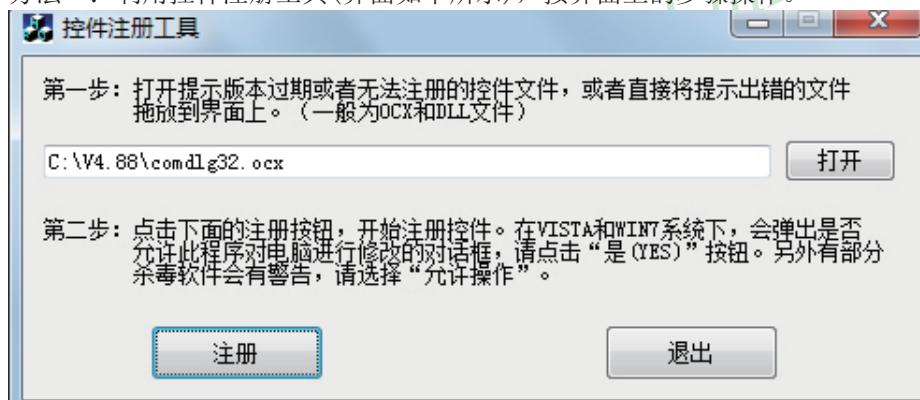 控件注册工具
第一步：打开提示版本过期或者无法注册的控件文件，或者直接将提示出错的文件
拖放到界面上。（一般为OCX和DLL文件）
C:\V4.88\comdlg32.ocx
打开
第二步：点击下面的注册按钮，开始注册控件。在VISTA和WIN7系统下，会弹出是否
允许此程序对电脑进行修改的对话框，请点击“是(YES)”按钮。另外有部分
杀毒软件会有警告，请选择“允许操作”。
注册
退出